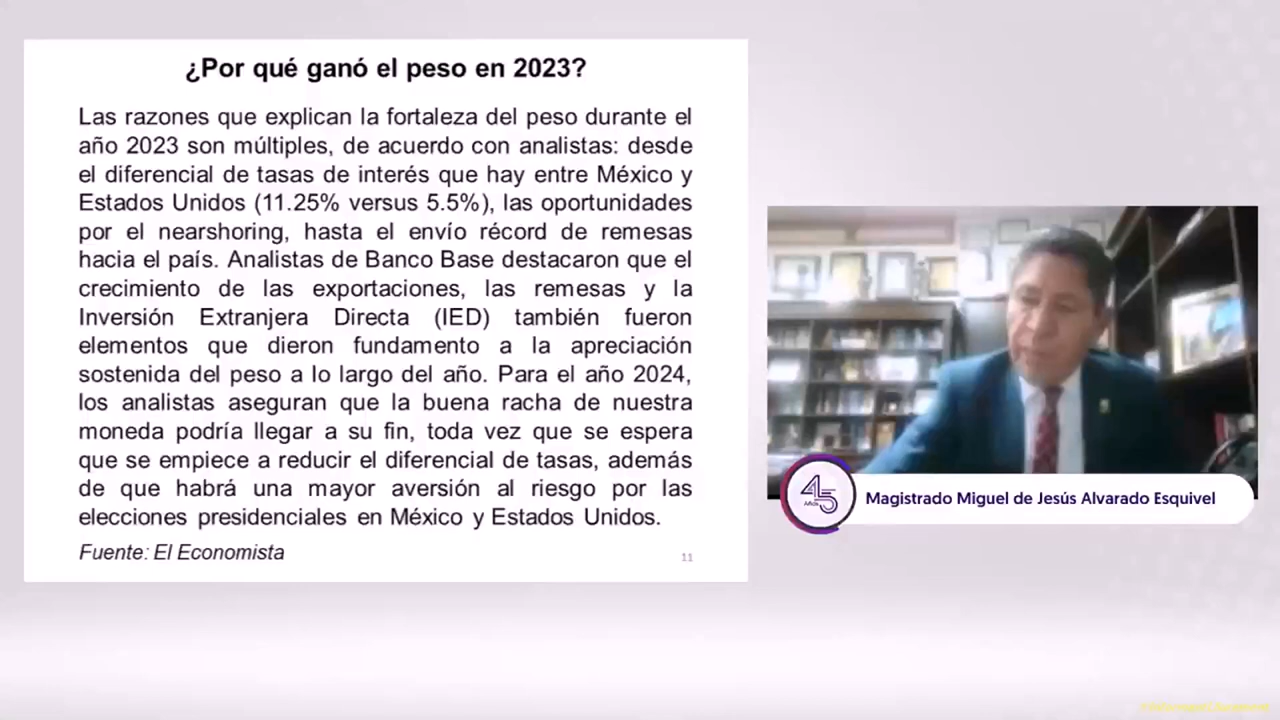 ¿Por qué ganó el peso en 2023?
Las razones que explican la fortaleza del peso durante el
año 2023 son múltiples, de acuerdo con analistas: desde
el diferencial de tasas de interés que hay entre México y
Estados Unidos (11.25% versus 5.5%), las oportunidades
por el nearshoring, hasta el envío récord de remesas
hacia el país. Analistas de Banco Base destacaron que el
crecimiento de las exportaciones, las remesas y la
Inversión Extranjera Directa (IED) también fueron
elementos que dieron fundamento a la apreciación
sostenida del peso a lo largo del año. Para el año 2024,
los analistas aseguran que la buena racha de nuestra
moneda podría llegar a su fin, toda vez que se espera
que se empiece a reducir el diferencial de tasas, además
de que habrá una mayor aversión al riesgo por las
elecciones presidenciales en México y Estados Unidos.
Fuente: El Economista
11
45
Años
Magistrado Miguel de Jesús Alvarado Esquivel